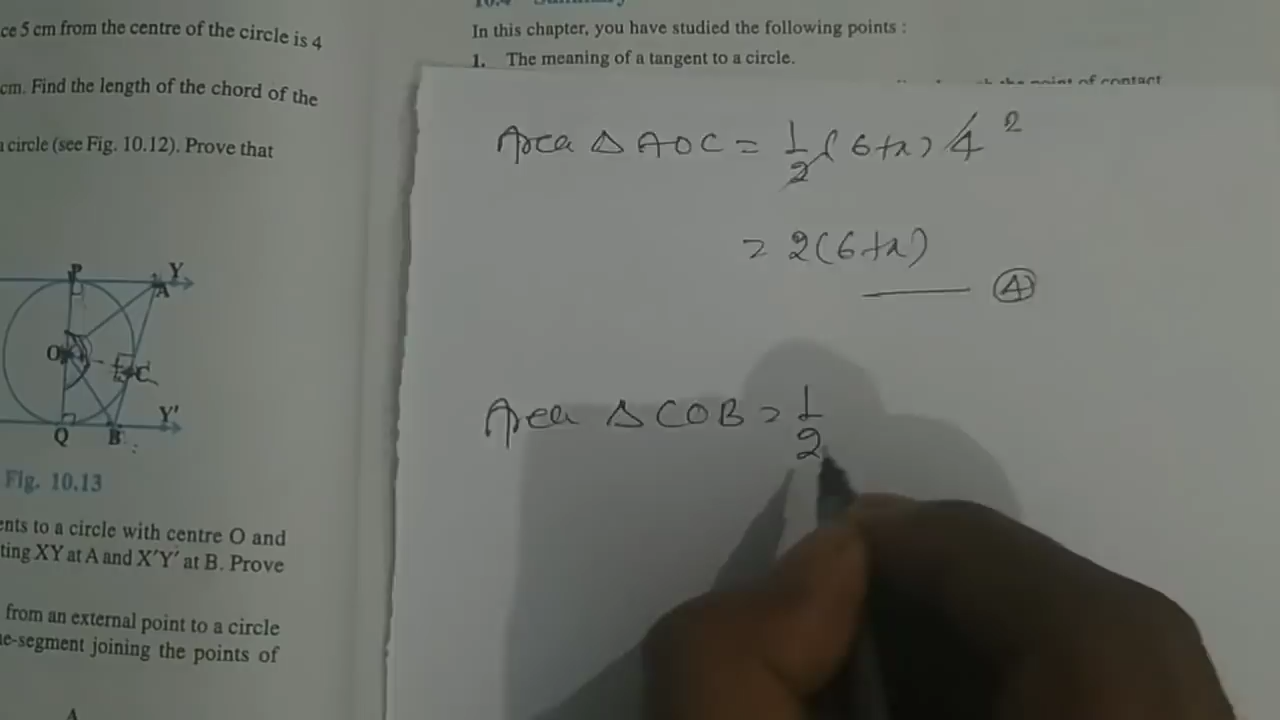 ce 5 cm from the centre of the circle is 4
cm. Find the length of the chord of the
a circle (see Fig. 10.12). Prove that
P Y
A
O C
Y'
Q B
Fig. 10.13
ents to a circle with centre O and
ting XY at A and X'Y' at B. Prove
from an external point to a circle
e-segment joining the points of
A
In this chapter, you have studied the following points :
1. The meaning of a tangent to a circle.
point of contact
Area Δ AOC = 1/2 (6+x) 4 2
= 2(6+x)
4
Area Δ COB = 1/2